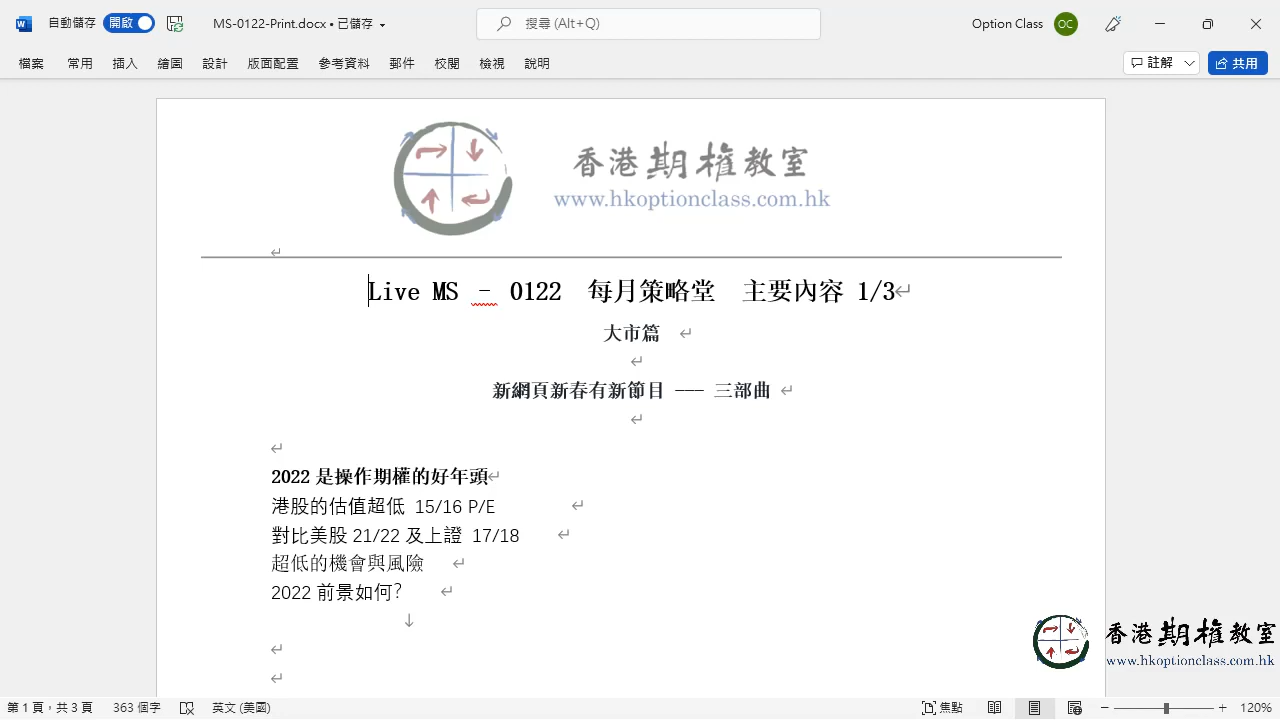 自動儲存 開啟 MS-0122-Print.docx • 已儲存 搜尋 (Alt+Q) Option Class OC
檔案 常用 插入 繪圖 設計 版面配置 參考資料 郵件 校閱 檢視 說明 註解 共用
香港期權教室
www.hkoptionclass.com.hk
Live MS - 0122 每月策略堂 主要內容 1/3
大市篇
新網頁新春有新節目 --- 三部曲
2022 是操作期權的好年頭
港股的估值超低 15/16 P/E
對比美股 21/22 及上證 17/18
超低的機會與風險
2022 前景如何?
香港期權教室
www.hkoptionclass.com.hk
第 1 頁，共 3 頁 363 個字 英文 (美國) 焦點 120%